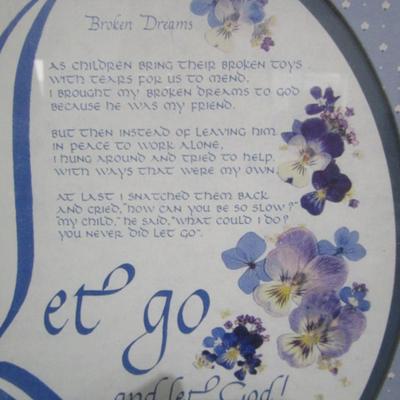 Broken Dreams
As children bring their broken toys
with tears for us to mend,
I brought my broken dreams to God
because He was my friend.
But then instead of leaving Him
in peace to work alone,
I hung around and tried to help,
with ways that were my own.
At last I snatched them back
and cried, "How can you be so slow?"
"My child," He said, "What could I do?
You never did let go".
Let go
and let God!